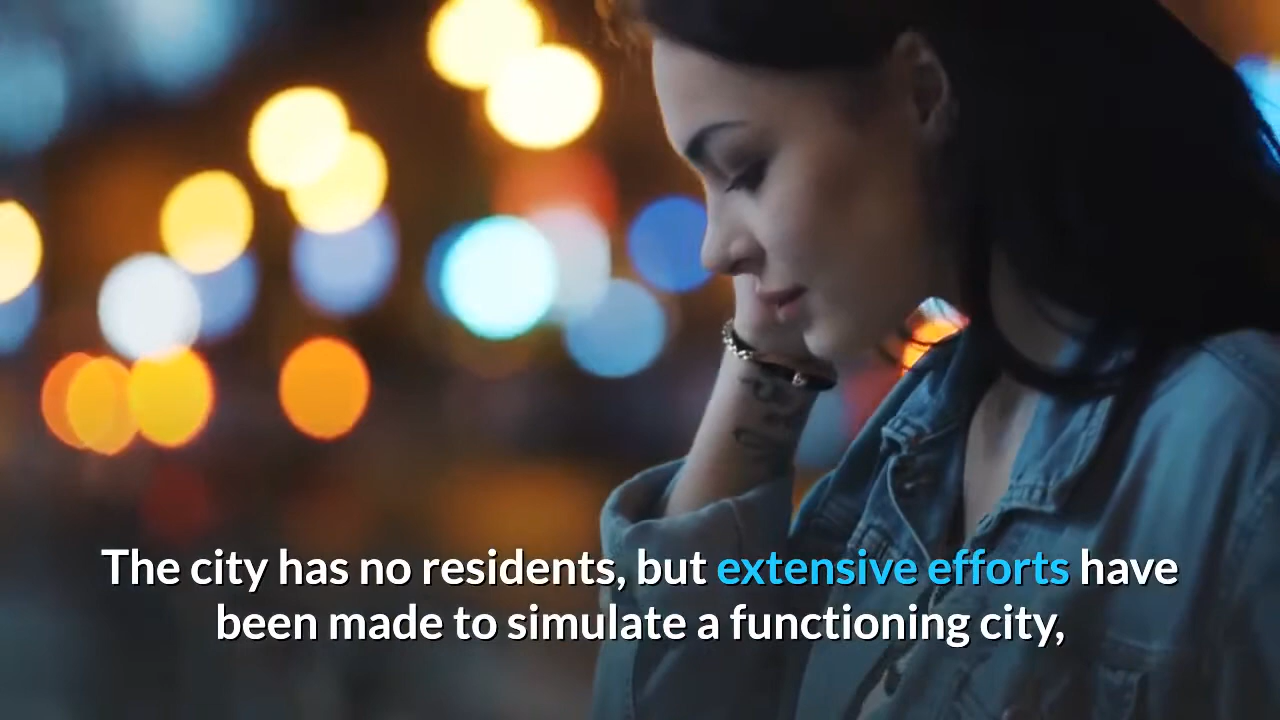 The city has no residents, but extensive efforts have
been made to simulate a functioning city,